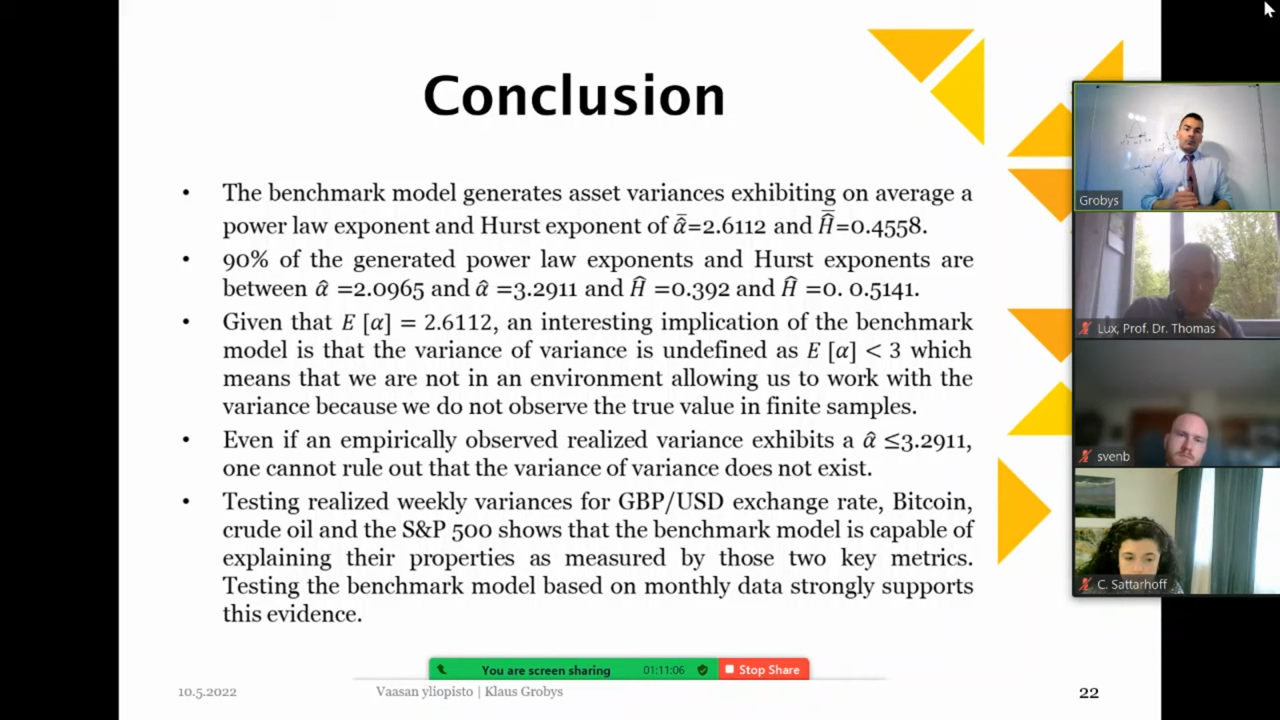 Conclusion
• The benchmark model generates asset variances exhibiting on average a
power law exponent and Hurst exponent of $\bar{\hat{α}}$=2.6112 and $\bar{\hat{H}}$=0.4558.
• 90% of the generated power law exponents and Hurst exponents are
between α̂ =2.0965 and α̂ =3.2911 and Ĥ =0.392 and Ĥ =0. 0.5141.
• Given that E [α] = 2.6112, an interesting implication of the benchmark
model is that the variance of variance is undefined as E [α] < 3 which
means that we are not in an environment allowing us to work with the
variance because we do not observe the true value in finite samples.
• Even if an empirically observed realized variance exhibits a α̂ ≤3.2911,
one cannot rule out that the variance of variance does not exist.
• Testing realized weekly variances for GBP/USD exchange rate, Bitcoin,
crude oil and the S&P 500 shows that the benchmark model is capable of
explaining their properties as measured by those two key metrics.
Testing the benchmark model based on monthly data strongly supports
this evidence.
You are screen sharing 01:11:06 Stop Share
10.5.2022 Vaasan yliopisto | Klaus Grobys 22
Grobys
Lux, Prof. Dr. Thomas
svenb
C. Sattarhoff